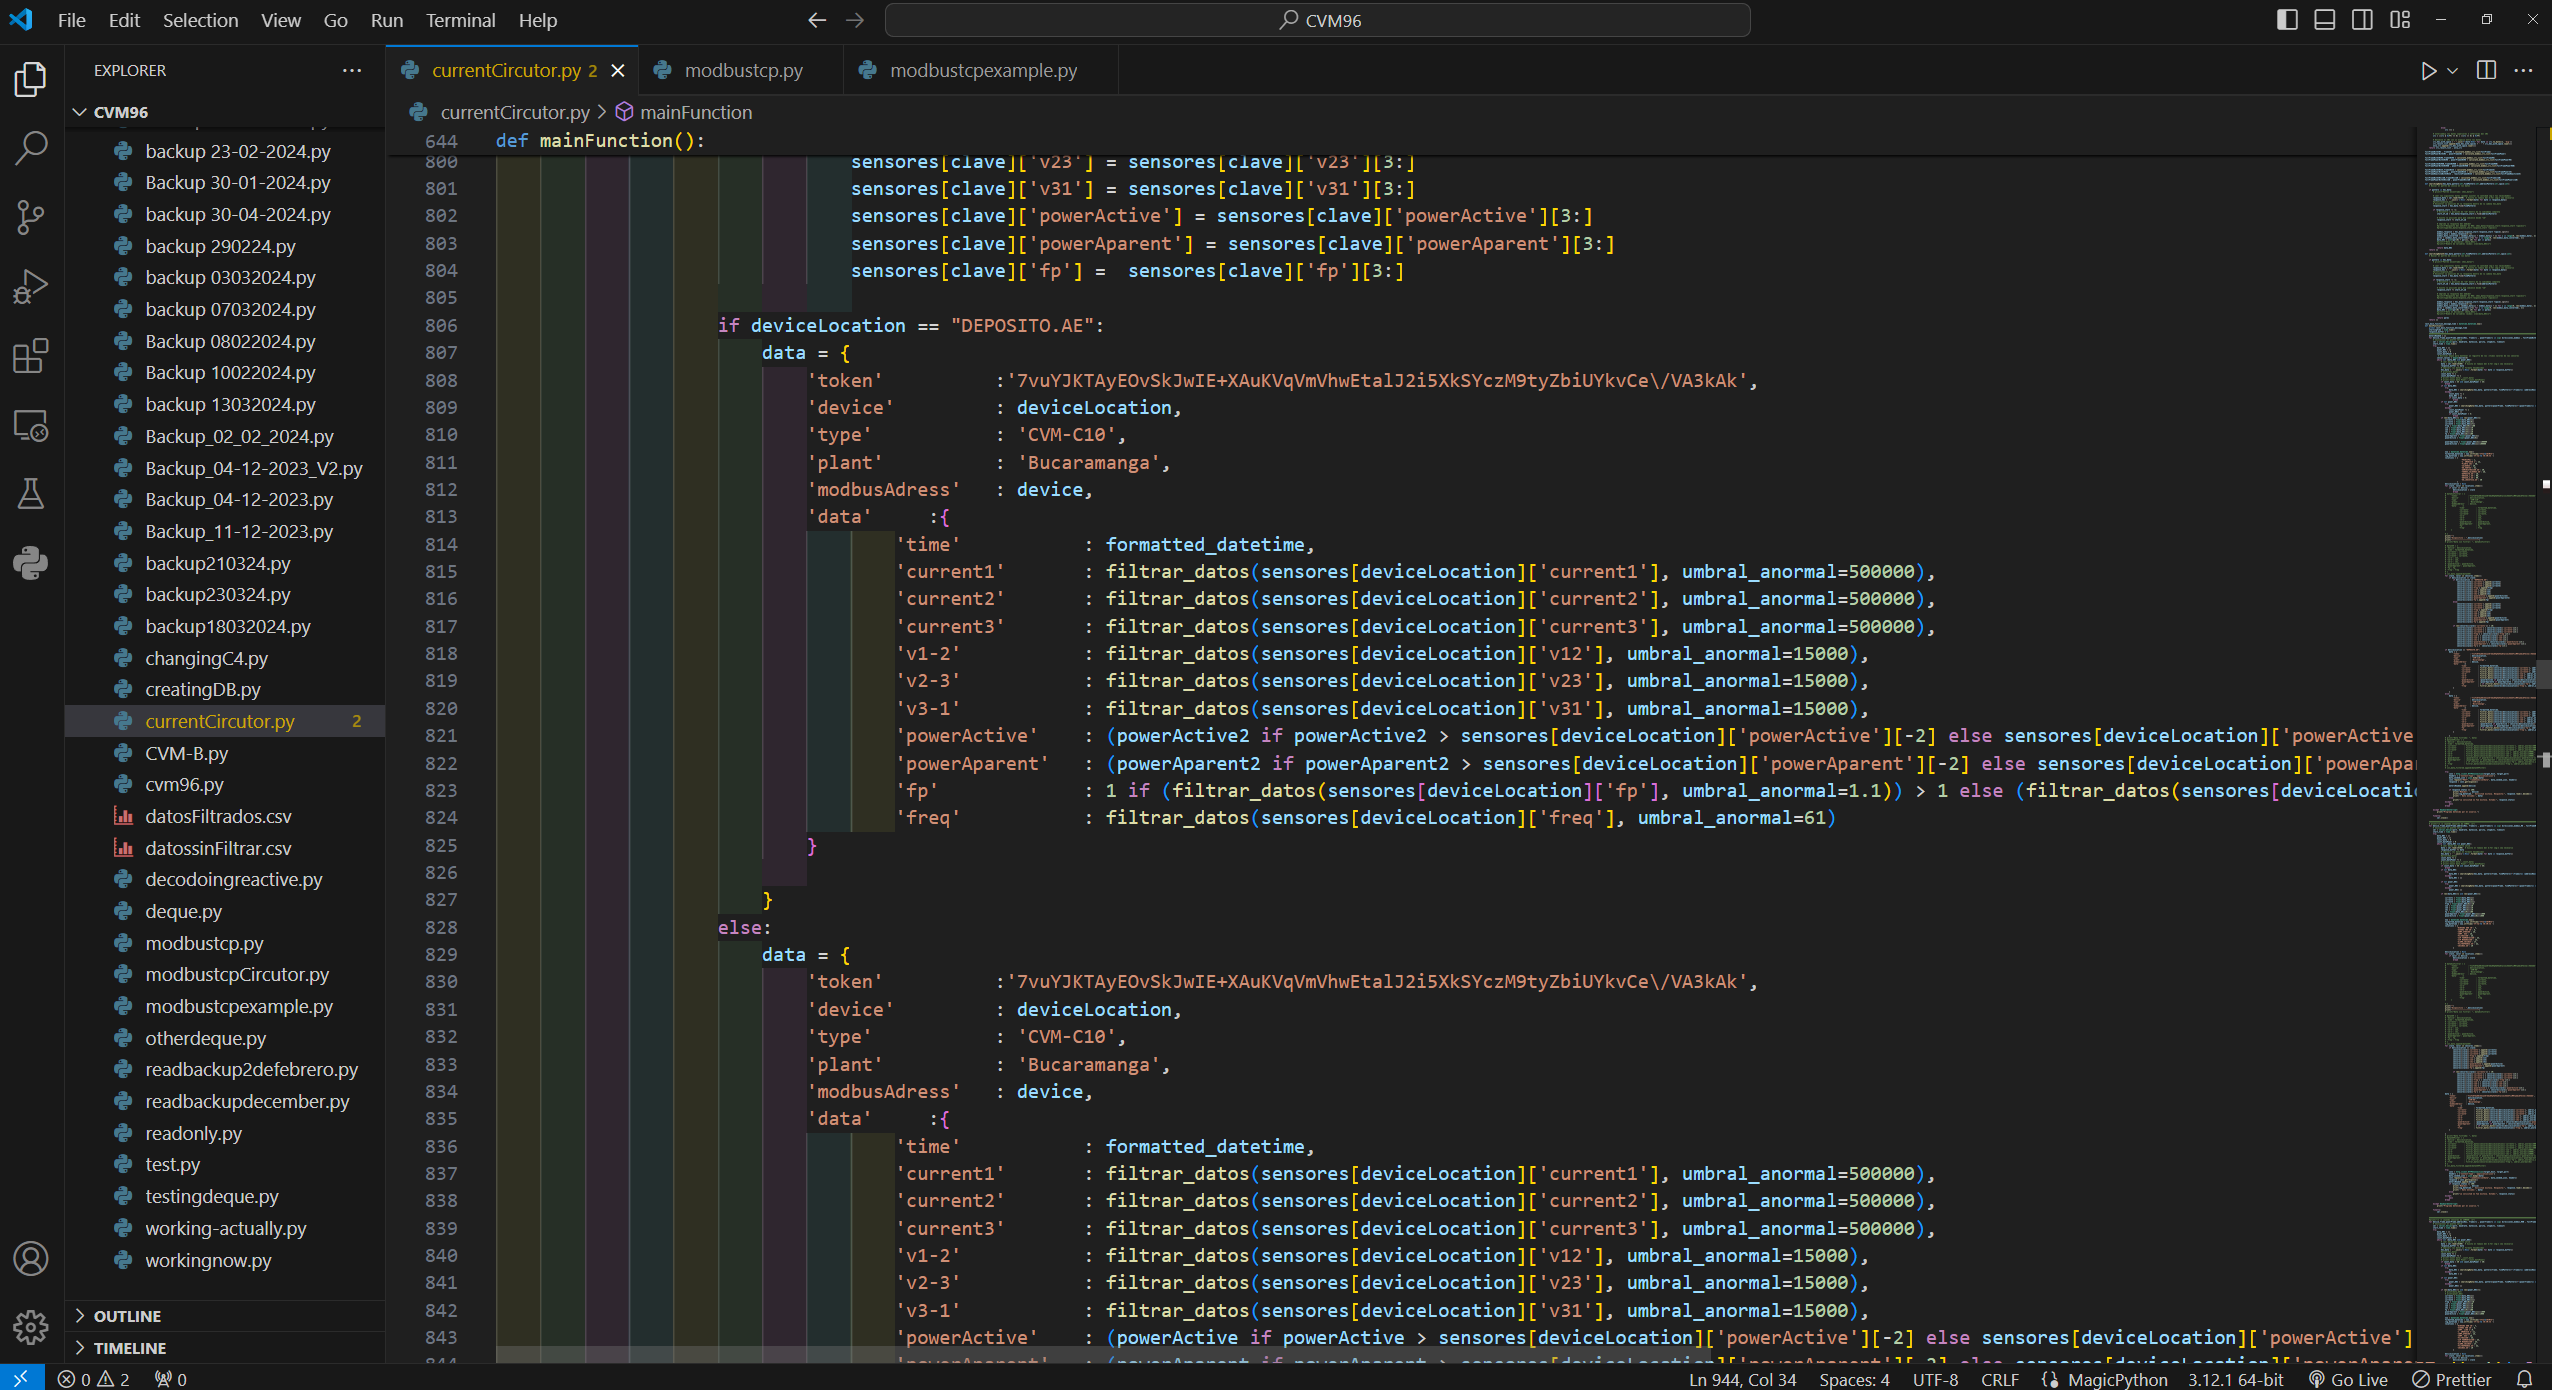 File Edit Selection View Go Run Terminal Help
CVM96
EXPLORER
CVM96
backup 23-02-2024.py
Backup 30-01-2024.py
backup 30-04-2024.py
backup 290224.py
backup 03032024.py
backup 07032024.py
Backup 08022024.py
Backup 10022024.py
backup 13032024.py
Backup_02_02_2024.py
Backup_04-12-2023_V2.py
Backup_04-12-2023.py
Backup_11-12-2023.py
backup210324.py
backup230324.py
backup18032024.py
changingC4.py
creatingDB.py
currentCircutor.py 2
CVM-B.py
cvm96.py
datosFiltrados.csv
datossinFiltrar.csv
decodoingreactive.py
deque.py
modbustcp.py
modbustcpCircutor.py
modbustcpexample.py
otherdeque.py
readbackup2defebrero.py
readbackupdecember.py
readonly.py
test.py
testingdeque.py
working-actually.py
workingnow.py
OUTLINE
TIMELINE
currentCircutor.py 2
modbustcp.py
modbustcpexample.py
currentCircutor.py > mainFunction
644 def mainFunction():
800 sensores[clave]['v23'] = sensores[clave]['v23'][3:]
801 sensores[clave]['v31'] = sensores[clave]['v31'][3:]
802 sensores[clave]['powerActive'] = sensores[clave]['powerActive'][3:]
803 sensores[clave]['powerAparent'] = sensores[clave]['powerAparent'][3:]
804 sensores[clave]['fp'] =  sensores[clave]['fp'][3:]
805
806 if deviceLocation == "DEPOSITO.AE":
807 data = {
808 'token' :'7vuYJKTAyEOvSkJwIE+XAuKVqVmVhwEtalJ2i5XkSYczM9tyZbiUYkvCe\/VA3kAk',
809 'device' : deviceLocation,
810 'type' : 'CVM-C10',
811 'plant' : 'Bucaramanga',
812 'modbusAdress' : device,
813 'data' :{
814 'time' : formatted_datetime,
815 'current1' : filtrar_datos(sensores[deviceLocation]['current1'], umbral_anormal=500000),
816 'current2' : filtrar_datos(sensores[deviceLocation]['current2'], umbral_anormal=500000),
817 'current3' : filtrar_datos(sensores[deviceLocation]['current3'], umbral_anormal=500000),
818 'v1-2' : filtrar_datos(sensores[deviceLocation]['v12'], umbral_anormal=15000),
819 'v2-3' : filtrar_datos(sensores[deviceLocation]['v23'], umbral_anormal=15000),
820 'v3-1' : filtrar_datos(sensores[deviceLocation]['v31'], umbral_anormal=15000),
821 'powerActive' : (powerActive2 if powerActive2 > sensores[deviceLocation]['powerActive'][-2] else sensores[deviceLocation]['powerActive
822 'powerAparent' : (powerAparent2 if powerAparent2 > sensores[deviceLocation]['powerAparent'][-2] else sensores[deviceLocation]['powerApar
823 'fp' : 1 if (filtrar_datos(sensores[deviceLocation]['fp'], umbral_anormal=1.1)) > 1 else (filtrar_datos(sensores[deviceLocatio
824 'freq' : filtrar_datos(sensores[deviceLocation]['freq'], umbral_anormal=61)
825 }
826
827 }
828 else:
829 data = {
830 'token' :'7vuYJKTAyEOvSkJwIE+XAuKVqVmVhwEtalJ2i5XkSYczM9tyZbiUYkvCe\/VA3kAk',
831 'device' : deviceLocation,
832 'type' : 'CVM-C10',
833 'plant' : 'Bucaramanga',
834 'modbusAdress' : device,
835 'data' :{
836 'time' : formatted_datetime,
837 'current1' : filtrar_datos(sensores[deviceLocation]['current1'], umbral_anormal=500000),
838 'current2' : filtrar_datos(sensores[deviceLocation]['current2'], umbral_anormal=500000),
839 'current3' : filtrar_datos(sensores[deviceLocation]['current3'], umbral_anormal=500000),
840 'v1-2' : filtrar_datos(sensores[deviceLocation]['v12'], umbral_anormal=15000),
841 'v2-3' : filtrar_datos(sensores[deviceLocation]['v23'], umbral_anormal=15000),
842 'v3-1' : filtrar_datos(sensores[deviceLocation]['v31'], umbral_anormal=15000),
843 'powerActive' : (powerActive if powerActive > sensores[deviceLocation]['powerActive'][-2] else sensores[deviceLocation]['powerActive']
0 2 0
Ln 944, Col 34 Spaces: 4 UTF-8 CRLF MagicPython 3.12.1 64-bit Go Live Prettier